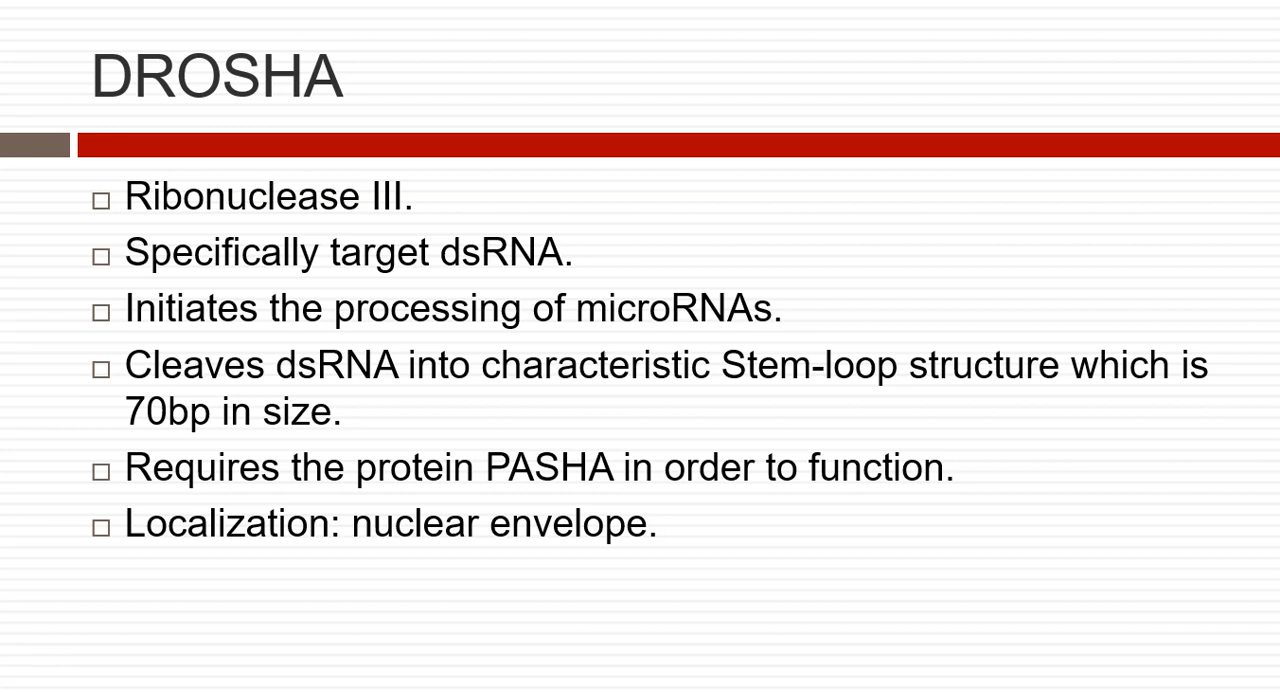 DROSHA
Ribonuclease III.
Specifically target dsRNA.
Initiates the processing of microRNAs.
Cleaves dsRNA into characteristic Stem-loop structure which is
70bp in size.
Requires the protein PASHA in order to function.
Localization: nuclear envelope.